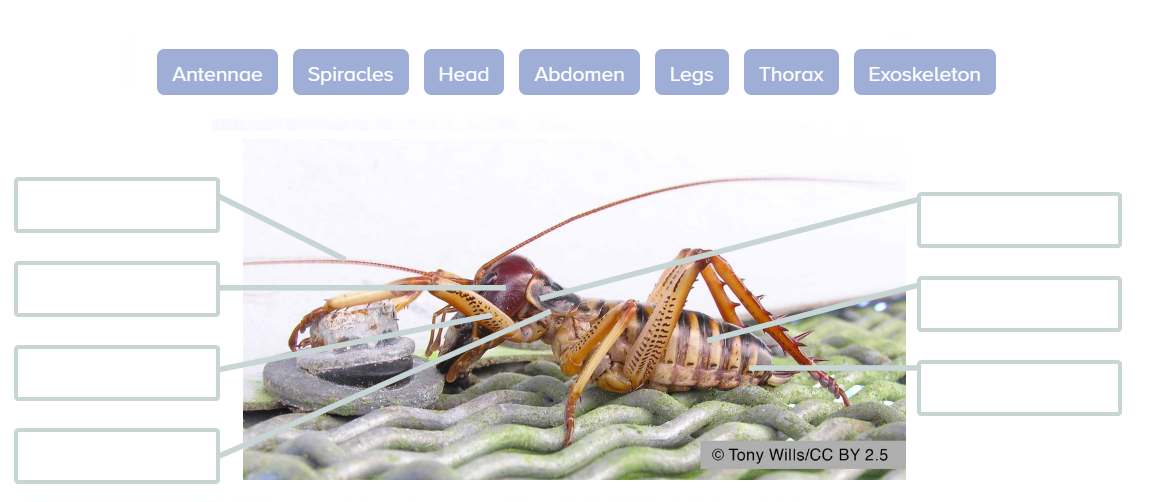 Antennae Spiracles Head Abdomen Legs Thorax Exoskeleton
© Tony Wills/CC BY 2.5